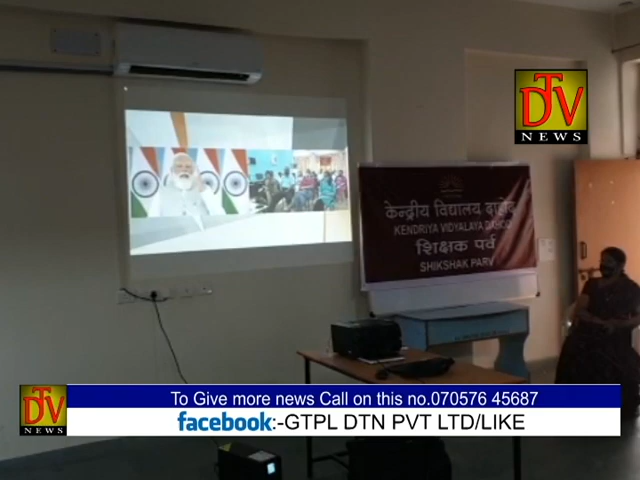 DTV
NEWS
केन्द्रीय विद्यालय दाहोद
KENDRIYA VIDYALAYA DAHOD
शिक्षक पर्व
SHIKSHAK PARV
DTV
NEWS
To Give more news Call on this no.070576 45687
facebook:-GTPL DTN PVT LTD/LIKE